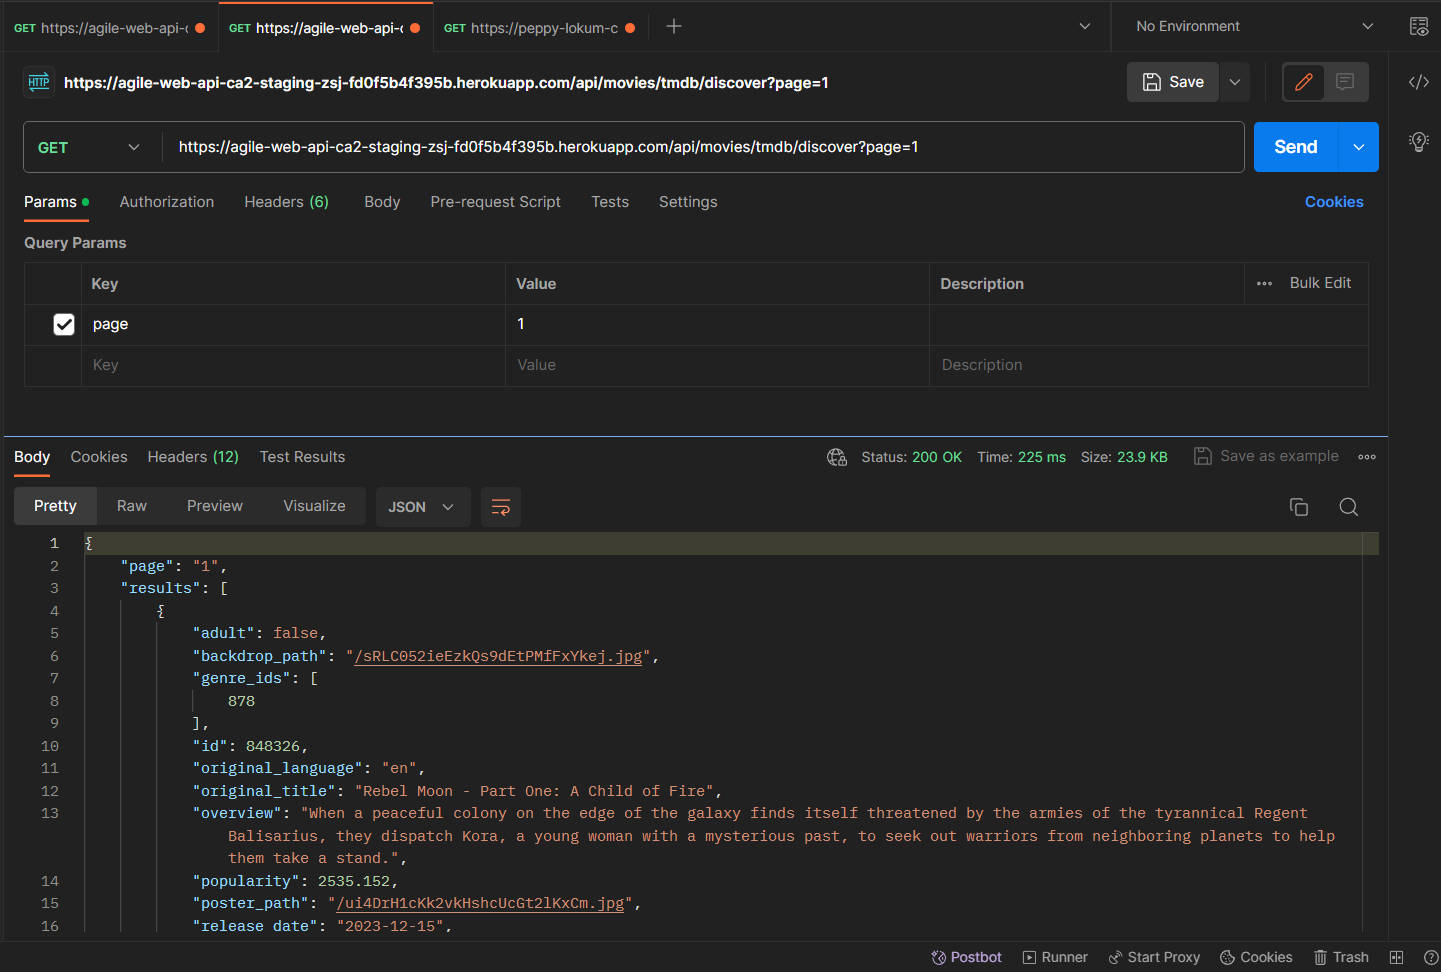 GET https://agile-web-api-c
GET https://agile-web-api-c
GET https://peppy-lokum-c
No Environment
HTTP https://agile-web-api-ca2-staging-zsj-fd0f5b4f395b.herokuapp.com/api/movies/tmdb/discover?page=1
Save
GET https://agile-web-api-ca2-staging-zsj-fd0f5b4f395b.herokuapp.com/api/movies/tmdb/discover?page=1
Send
Params Authorization Headers (6) Body Pre-request Script Tests Settings Cookies
Query Params
Key Value Description ••• Bulk Edit
page 1
Key Value Description
Body Cookies Headers (12) Test Results Status: 200 OK Time: 225 ms Size: 23.9 KB Save as example
Pretty Raw Preview Visualize JSON
1 {
2 "page": "1",
3 "results": [
4 {
5 "adult": false,
6 "backdrop_path": "/sRLC052ieEzkQs9dEtPMfFxYkej.jpg",
7 "genre_ids": [
8 878
9 ],
10 "id": 848326,
11 "original_language": "en",
12 "original_title": "Rebel Moon - Part One: A Child of Fire",
13 "overview": "When a peaceful colony on the edge of the galaxy finds itself threatened by the armies of the tyrannical Regent
Balisarius, they dispatch Kora, a young woman with a mysterious past, to seek out warriors from neighboring planets to help
them take a stand.",
14 "popularity": 2535.152,
15 "poster_path": "/ui4DrH1cKk2vkHshcUcGt2lKxCm.jpg",
16 "release_date": "2023-12-15",
Postbot Runner Start Proxy Cookies Trash